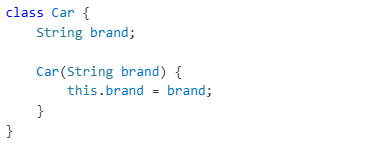 class Car {
    String brand;

    Car(String brand) {
        this.brand = brand;
    }
}